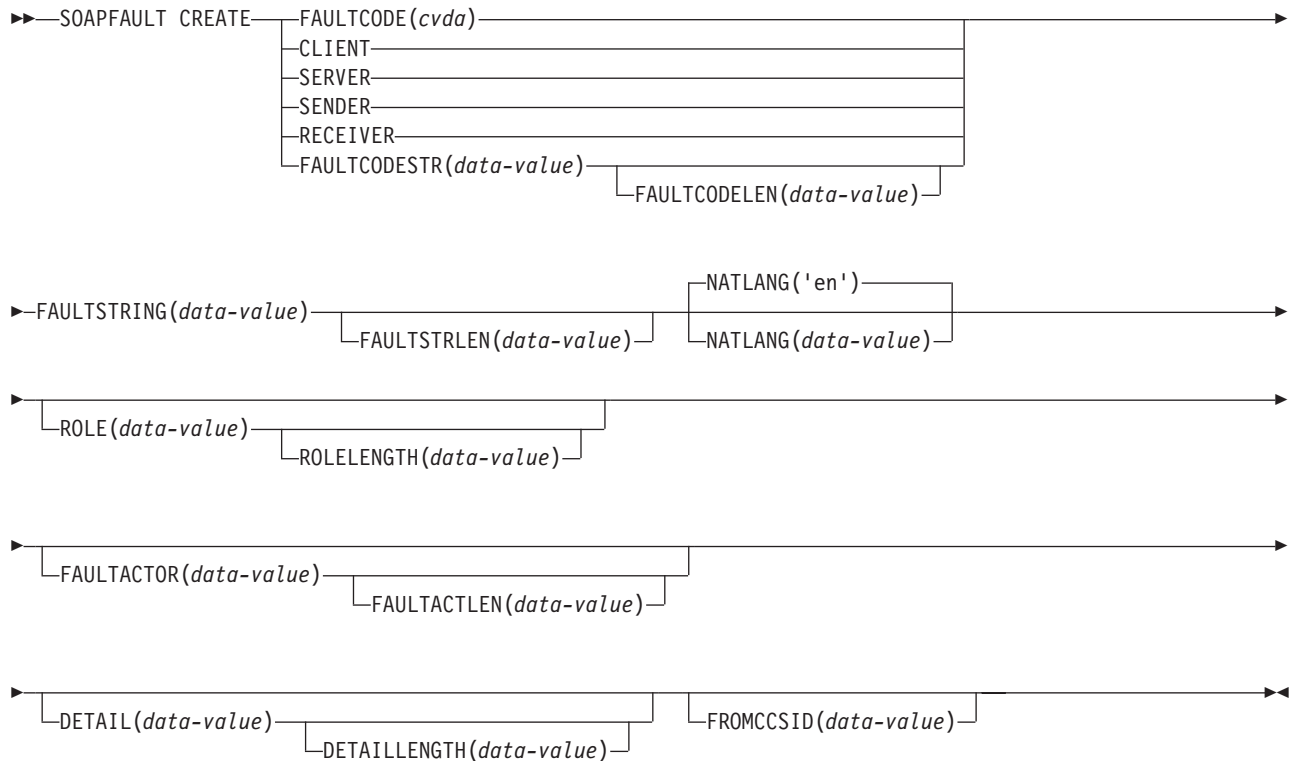 SOAPFAULT CREATE FAULTCODE(cvda)
CLIENT
SERVER
SENDER
RECEIVER
FAULTCODESTR(data-value)
FAULTCODELEN(data-value)
NATLANG('en')
FAULTSTRING(data-value)
FAULTSTRLEN(data-value) NATLANG(data-value)
ROLE(data-value)
ROLELENGTH(data-value)
FAULTACTOR(data-value)
FAULTACTLEN(data-value)
DETAIL(data-value) FROMCCSID(data-value)
DETAILLENGTH(data-value)